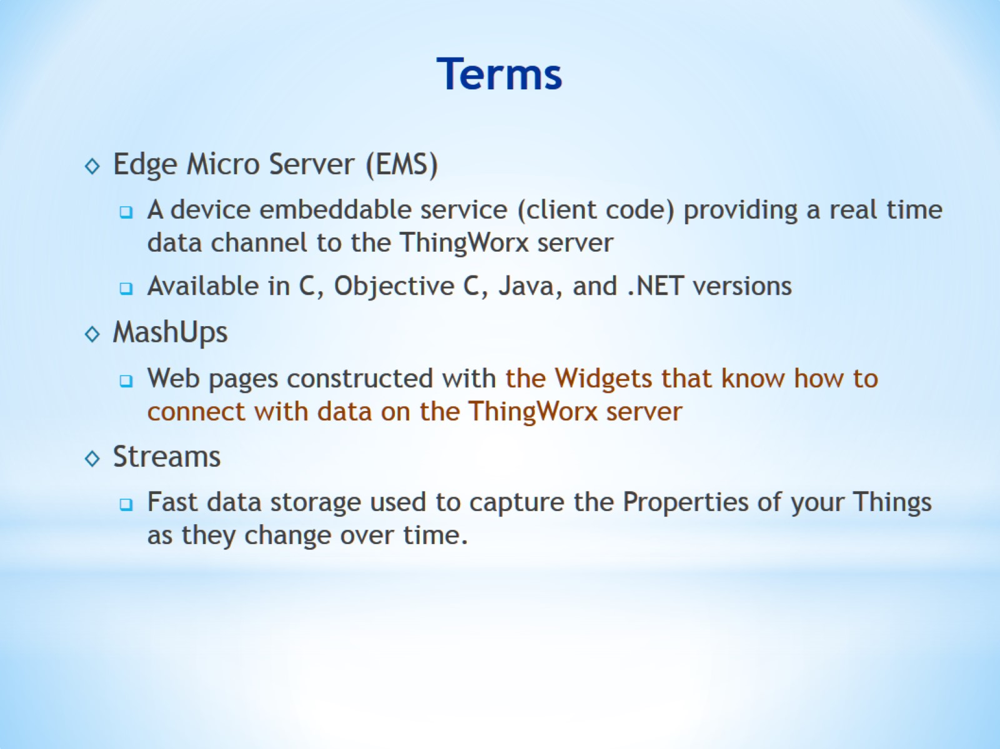 Terms
Edge Micro Server (EMS)
A device embeddable service (client code) providing a real time
data channel to the ThingWorx server
Available in C, Objective C, Java, and .NET versions
MashUps
Web pages constructed with the Widgets that know how to
connect with data on the ThingWorx server
Streams
Fast data storage used to capture the Properties of your Things
as they change over time.